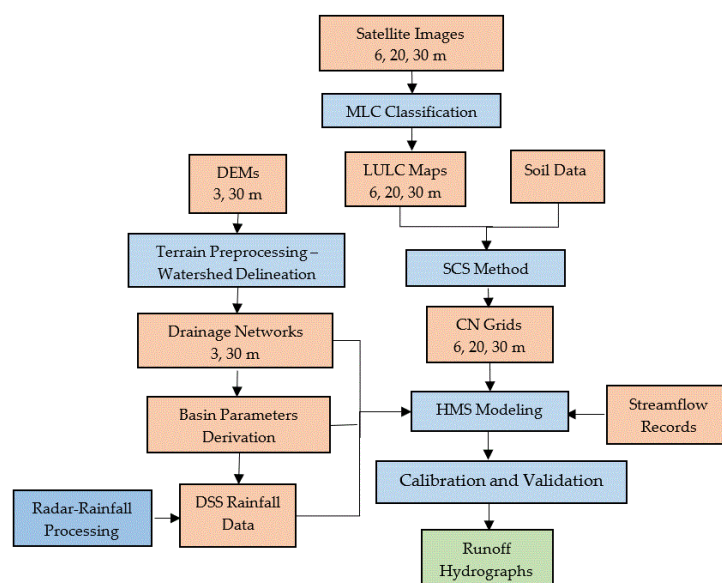 Satellite Images
6, 20, 30 m
MLC Classification
DEMs
3, 30 m
LULC Maps
6, 20, 30 m
Soil Data
Terrain Preprocessing –
Watershed Delineation
SCS Method
Drainage Networks
3, 30 m
CN Grids
6, 20, 30 m
Basin Parameters
Derivation
HMS Modeling
Streamflow
Records
Radar-Rainfall
Processing
DSS Rainfall
Data
Calibration and Validation
Runoff
Hydrographs